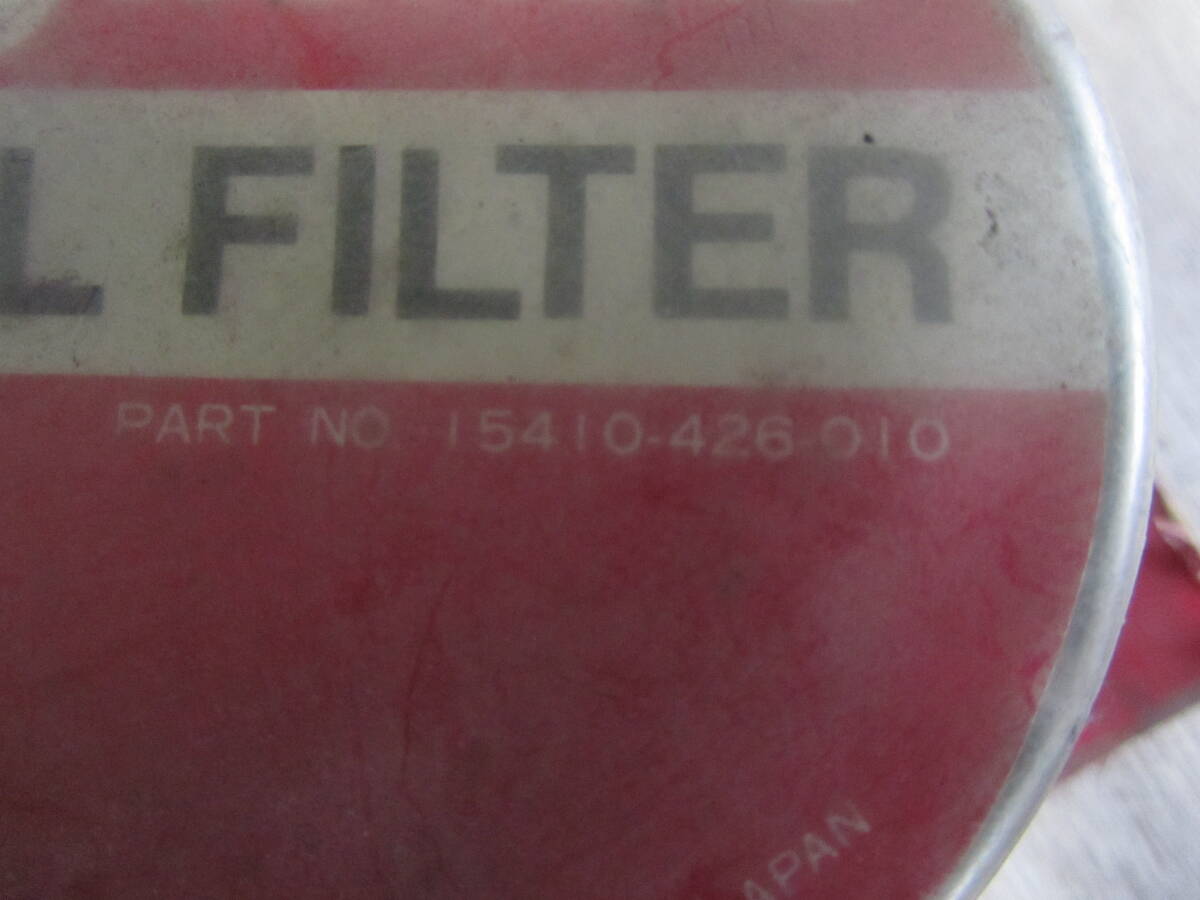 L FILTER
PART NO. 15410-426-010
APAN